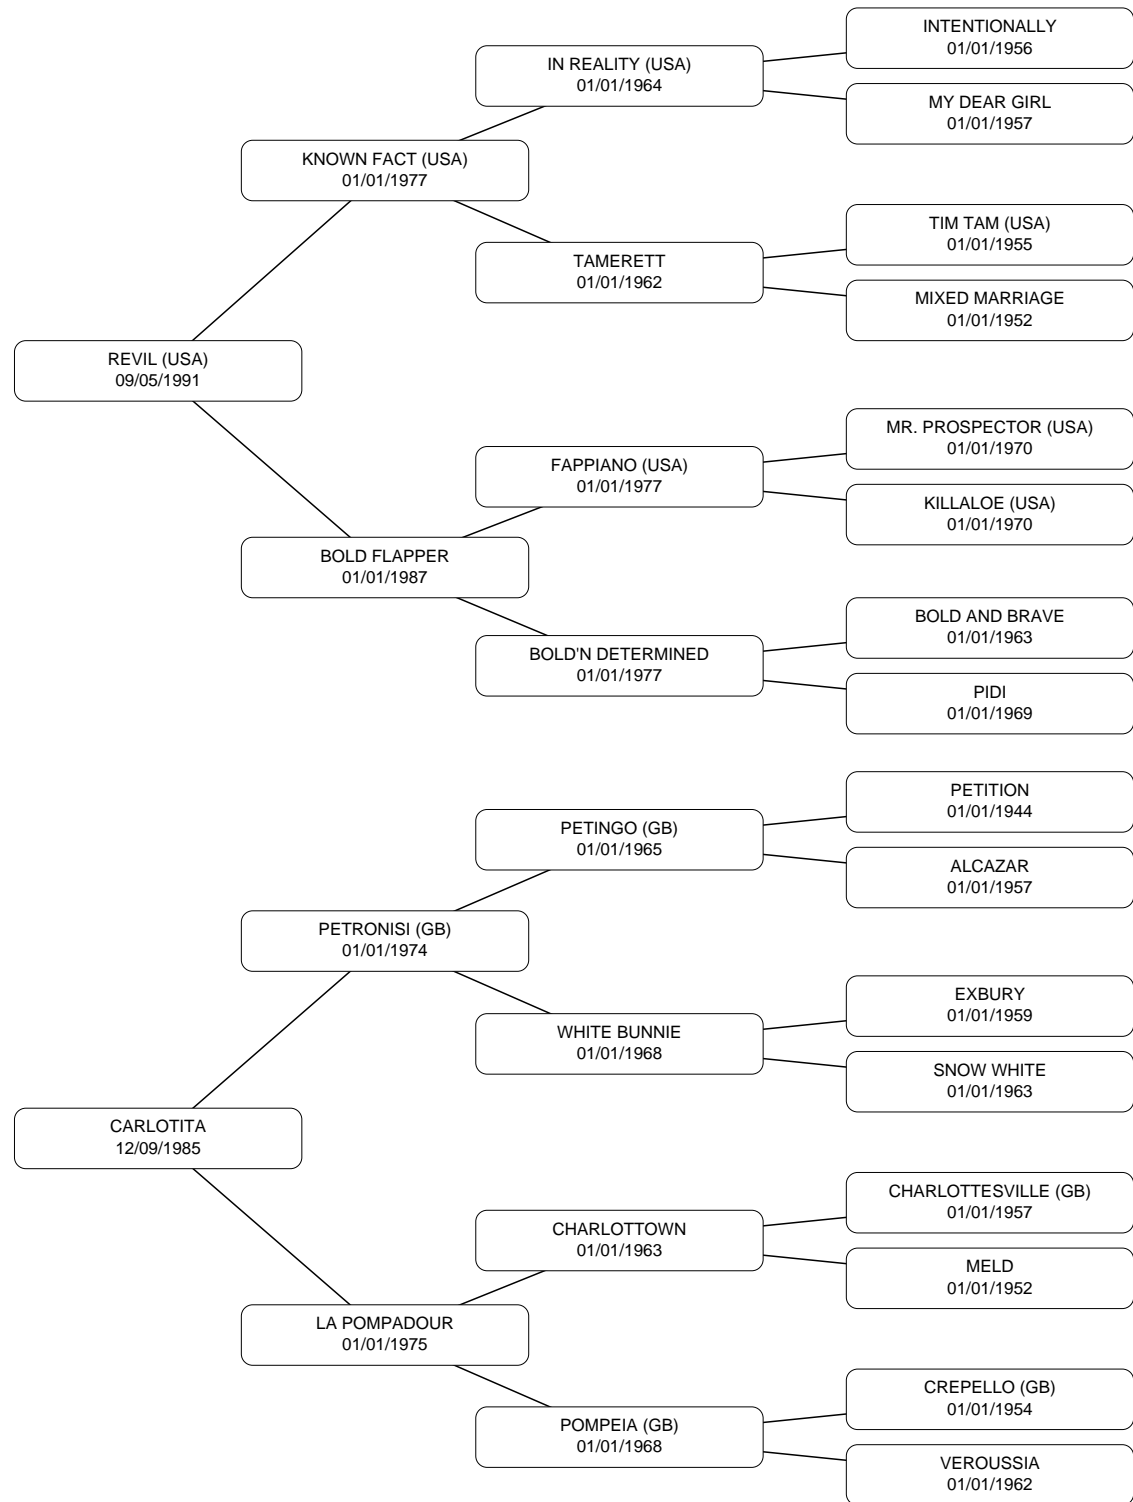 INTENTIONALLY
01/01/1956
IN REALITY (USA)
01/01/1964
MY DEAR GIRL
01/01/1957
KNOWN FACT (USA)
01/01/1977
TIM TAM (USA)
01/01/1955
TAMERETT
01/01/1962
MIXED MARRIAGE
01/01/1952
REVIL (USA)
09/05/1991
MR. PROSPECTOR (USA)
01/01/1970
FAPPIANO (USA)
01/01/1977
KILLALOE (USA)
01/01/1970
BOLD FLAPPER
01/01/1987
BOLD AND BRAVE
01/01/1963
BOLD'N DETERMINED
01/01/1977
PIDI
01/01/1969
PETITION
01/01/1944
PETINGO (GB)
01/01/1965
ALCAZAR
01/01/1957
PETRONISI (GB)
01/01/1974
EXBURY
01/01/1959
WHITE BUNNIE
01/01/1968
SNOW WHITE
01/01/1963
CARLOTITA
12/09/1985
CHARLOTTESVILLE (GB)
01/01/1957
CHARLOTTOWN
01/01/1963
MELD
01/01/1952
LA POMPADOUR
01/01/1975
CREPELLO (GB)
01/01/1954
POMPEIA (GB)
01/01/1968
VEROUSSIA
01/01/1962